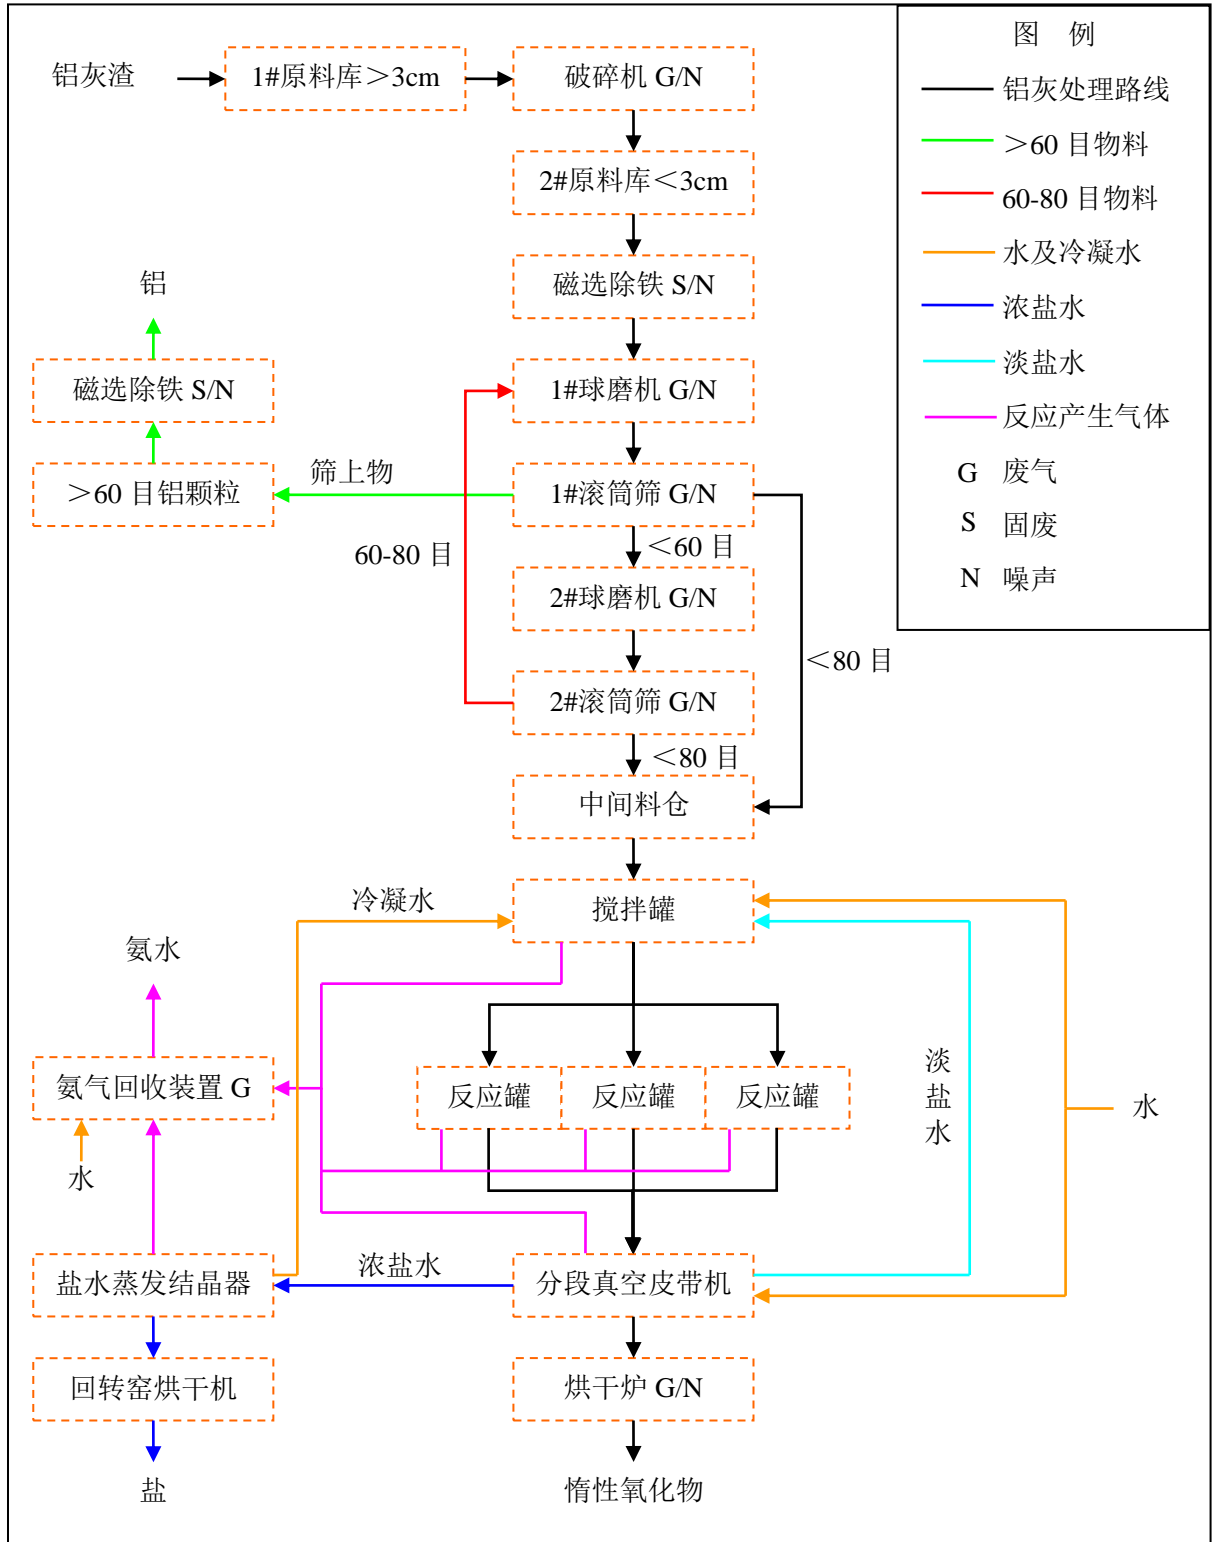 铝灰渣
1#原料库＞3cm
破碎机 G/N
2#原料库＜3cm
磁选除铁 S/N
铝
磁选除铁 S/N
1#球磨机 G/N
筛上物
＞60 目铝颗粒
1#滚筒筛 G/N
60-80 目
＜60 目
2#球磨机 G/N
＜80 目
2#滚筒筛 G/N
＜80 目
中间料仓
冷凝水
搅拌罐
氨水
氨气回收装置 G
反应罐
反应罐
反应罐
淡
盐
水
水
水
浓盐水
盐水蒸发结晶器
分段真空皮带机
回转窑烘干机
烘干炉 G/N
盐
惰性氧化物
图 例
铝灰处理路线
＞60 目物料
60-80 目物料
水及冷凝水
浓盐水
淡盐水
反应产生气体
G 废气
S 固废
N 噪声